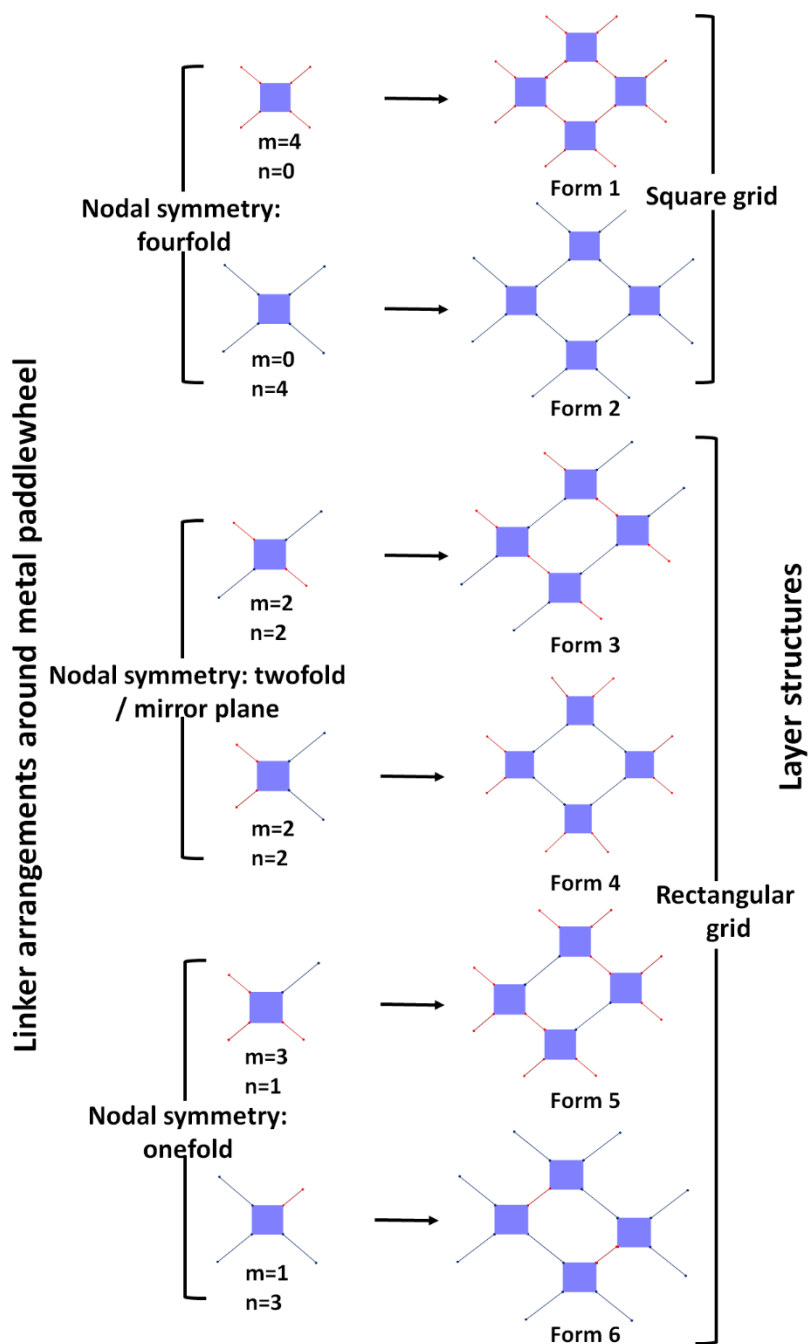 Linker arrangements around metal paddlewheel
Nodal symmetry:
fourfold
m=4
n=0
Form 1
Square grid
m=0
n=4
Form 2
Nodal symmetry: twofold
/ mirror plane
m=2
n=2
Form 3
m=2
n=2
Form 4
Layer structures
Rectangular
grid
Nodal symmetry:
onefold
m=3
n=1
Form 5
m=1
n=3
Form 6